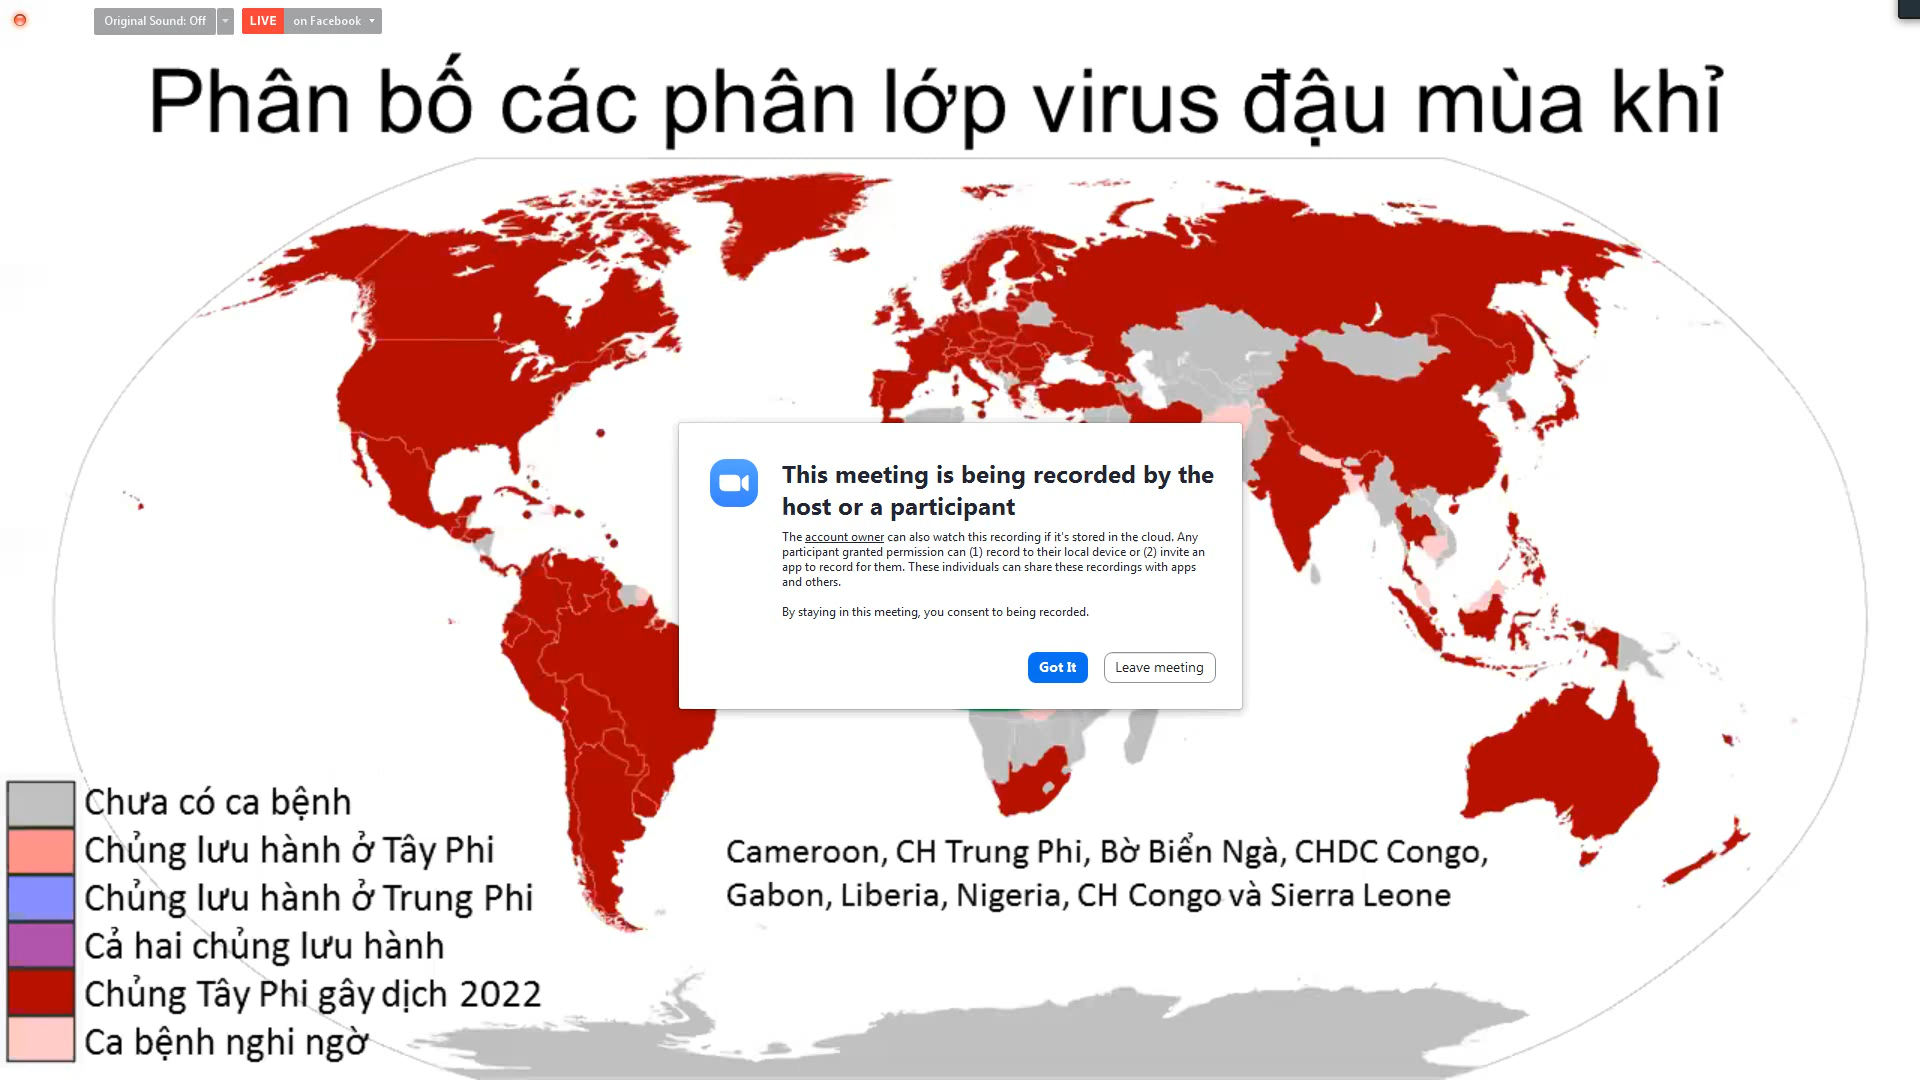 Original Sound: Off
LIVE on Facebook
Phân bố các phân lớp virus đậu mùa khỉ
This meeting is being recorded by the
host or a participant
The account owner can also watch this recording if it's stored in the cloud. Any
participant granted permission can (1) record to their local device or (2) invite an
app to record for them. These individuals can share these recordings with apps
and others.
By staying in this meeting, you consent to being recorded.
Got It
Leave meeting
Chưa có ca bệnh
Chủng lưu hành ở Tây Phi
Chủng lưu hành ở Trung Phi
Cả hai chủng lưu hành
Chủng Tây Phi gây dịch 2022
Ca bệnh nghi ngờ
Cameroon, CH Trung Phi, Bờ Biển Ngà, CHDC Congo,
Gabon, Liberia, Nigeria, CH Congo và Sierra Leone